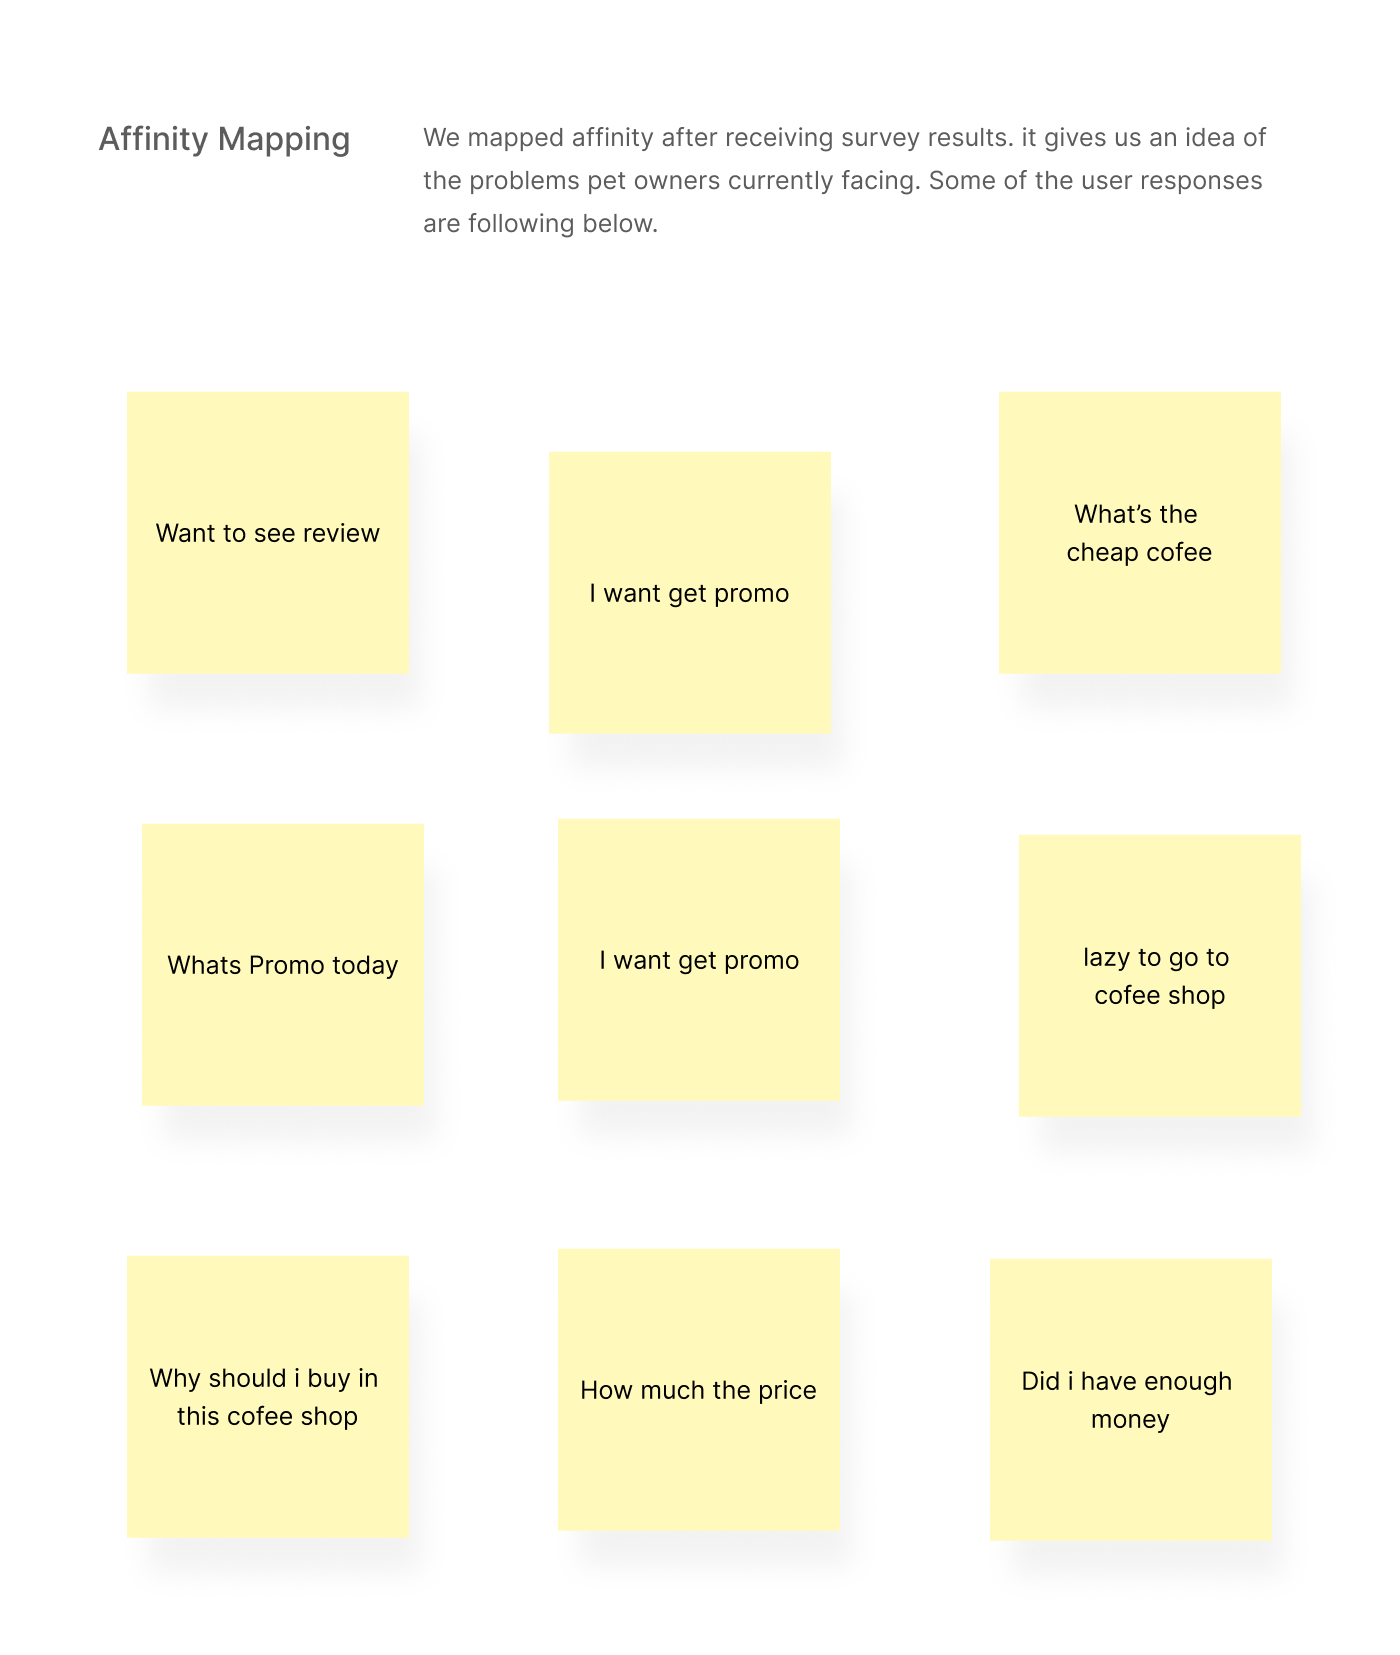 Affinity Mapping
We mapped affinity after receiving survey results. it gives us an idea of
the problems pet owners currently facing. Some of the user responses
are following below.
Want to see review
I want get promo
What’s the
cheap cofee
Whats Promo today
I want get promo
lazy to go to
cofee shop
Why should i buy in
this cofee shop
How much the price
Did i have enough
money